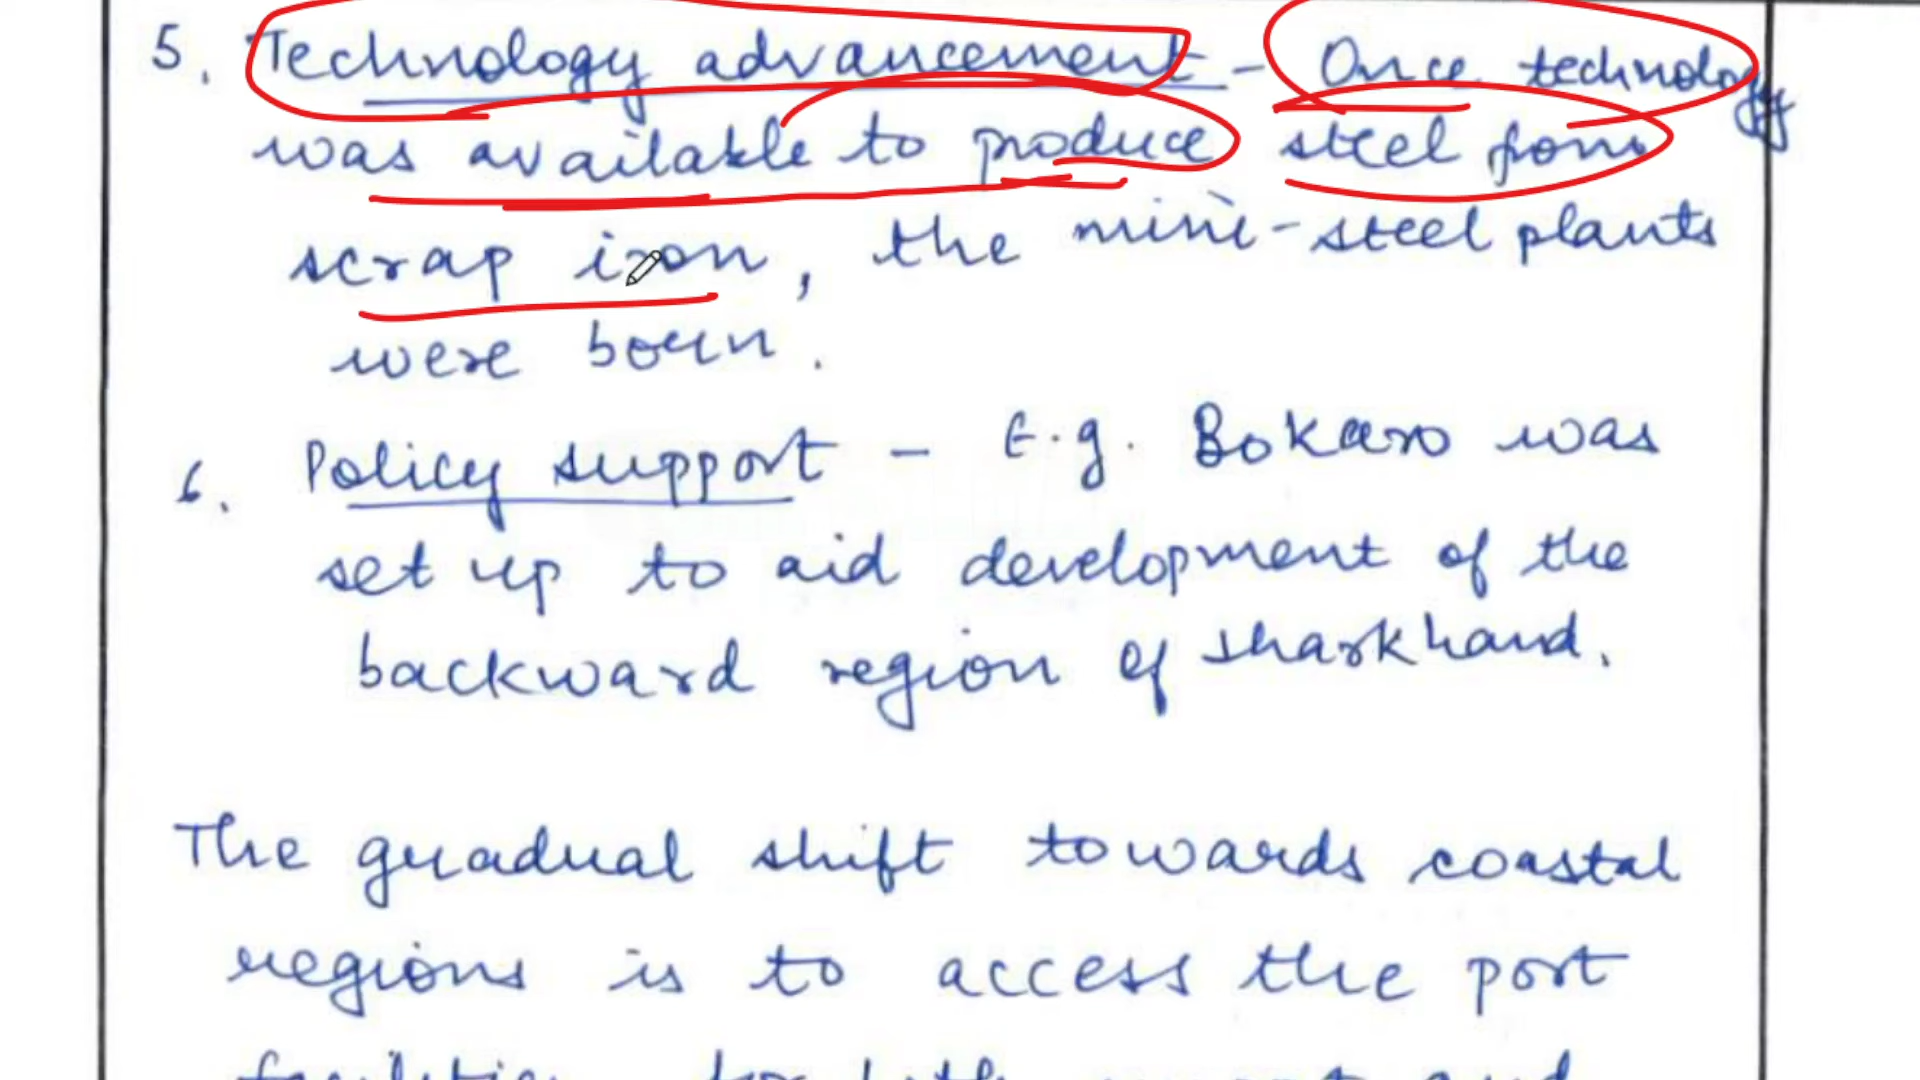 5. Technology advancement - Once technology
was available to produce steel from
scrap iron, the mini-steel plants
were born.
6. Policy support - E.g. Bokaro was
set up to aid development of the
backward region of Jharkhand.
The gradual shift towards coastal
regions is to access the port